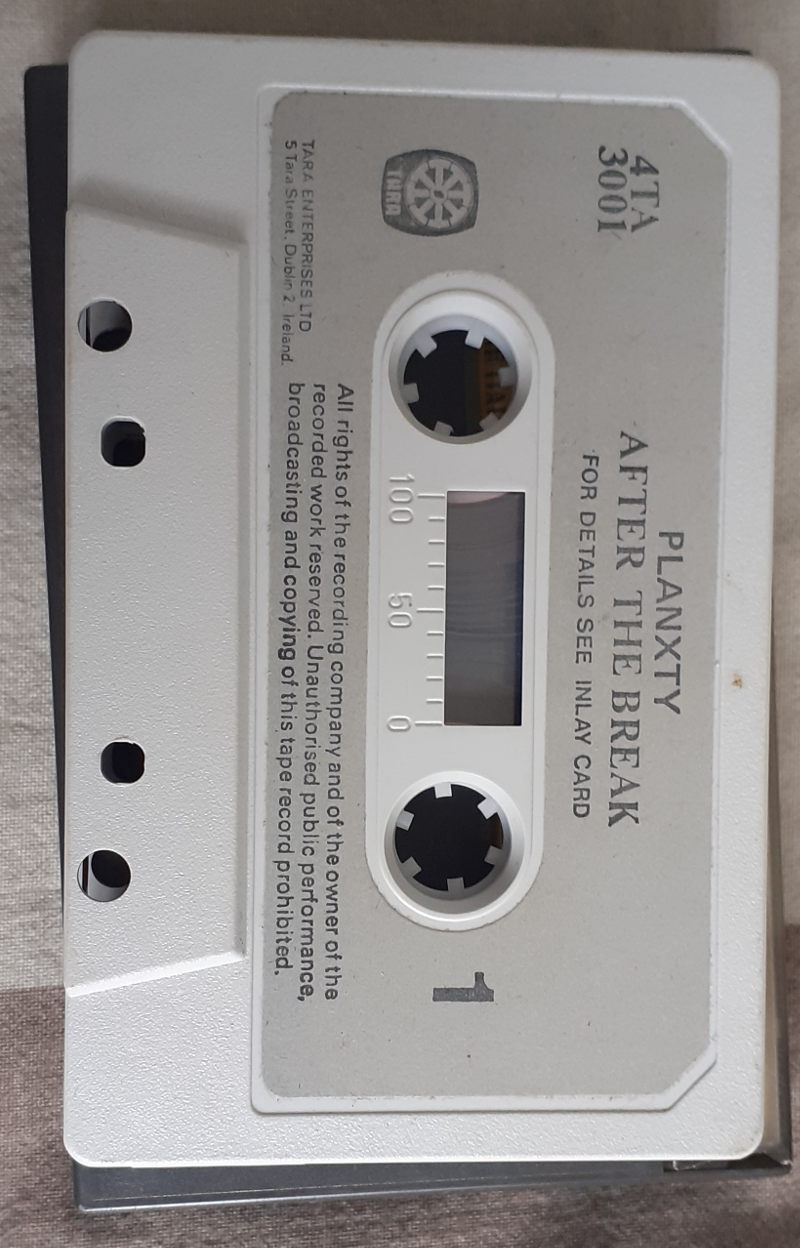 4TA
3001
PLANXTY
AFTER THE BREAK
FOR DETAILS SEE INLAY CARD
TARA
1
100 50 0
TARA ENTERPRISES LTD
5 Tara Street, Dublin 2. Ireland.
All rights of the recording company and of the owner of the
recorded work reserved. Unauthorised public performance,
broadcasting and copying of this tape record prohibited.